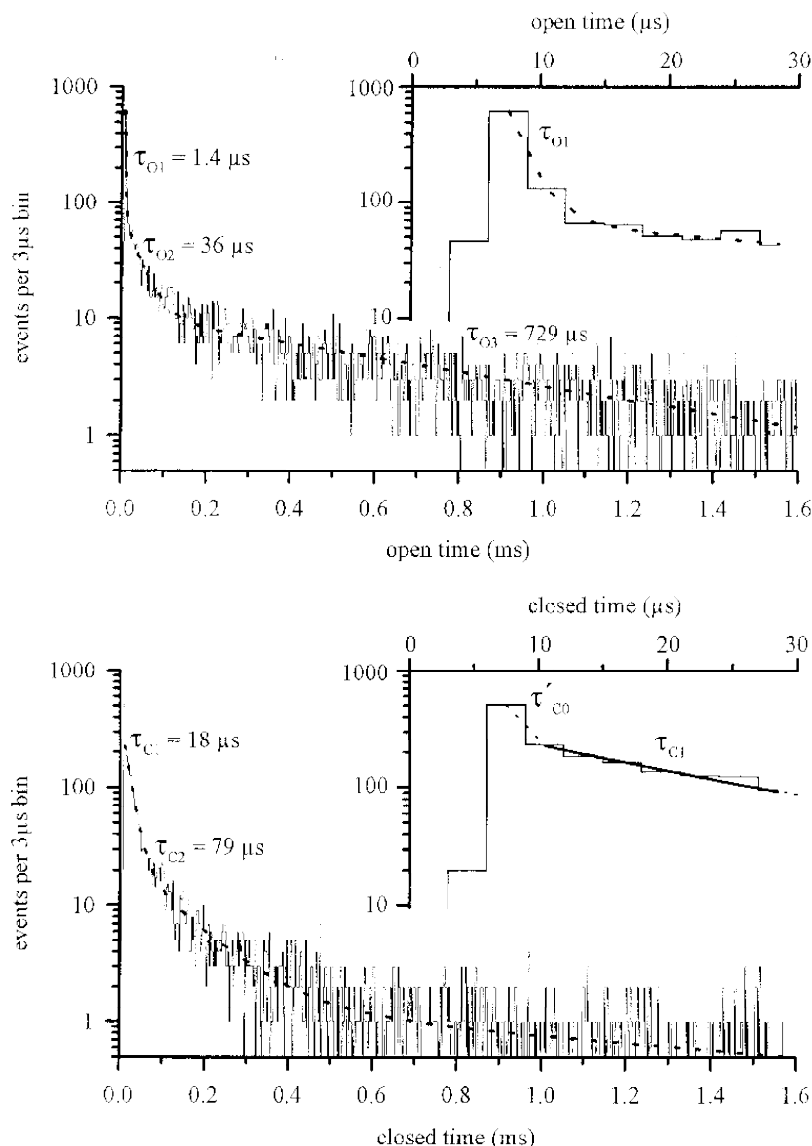 open time (µs)
0 10 20 30
1000
100
10
1
events per 3µs bin
τO1 = 1.4 µs
τO2 = 36 µs
τO3 = 729 µs
1000
100
10
τO1
0.0 0.2 0.4 0.6 0.8 1.0 1.2 1.4 1.6
open time (ms)
closed time (µs)
0 10 20 30
1000
100
10
1
events per 3µs bin
τC1 = 18 µs
τC2 = 79 µs
1000
100
10
τ′C0
τC1
0.0 0.2 0.4 0.6 0.8 1.0 1.2 1.4 1.6
closed time (ms)